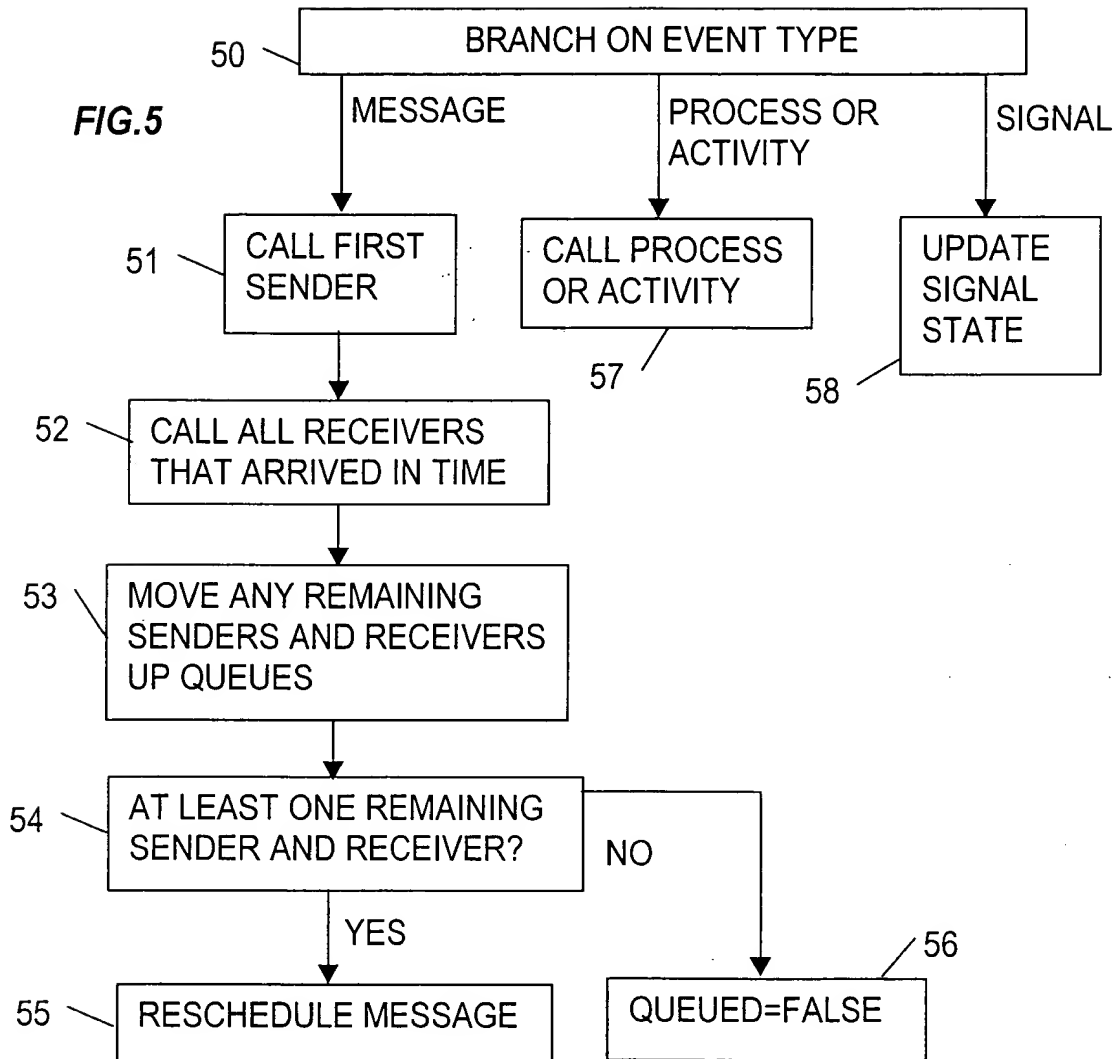 50
BRANCH ON EVENT TYPE
FIG.5
MESSAGE
PROCESS OR
ACTIVITY
SIGNAL
51
CALL FIRST
SENDER
CALL PROCESS
OR ACTIVITY
57
UPDATE
SIGNAL
STATE
58
52
CALL ALL RECEIVERS
THAT ARRIVED IN TIME
53
MOVE ANY REMAINING
SENDERS AND RECEIVERS
UP QUEUES
54
AT LEAST ONE REMAINING
SENDER AND RECEIVER?
NO
YES
55
RESCHEDULE MESSAGE
56
QUEUED=FALSE